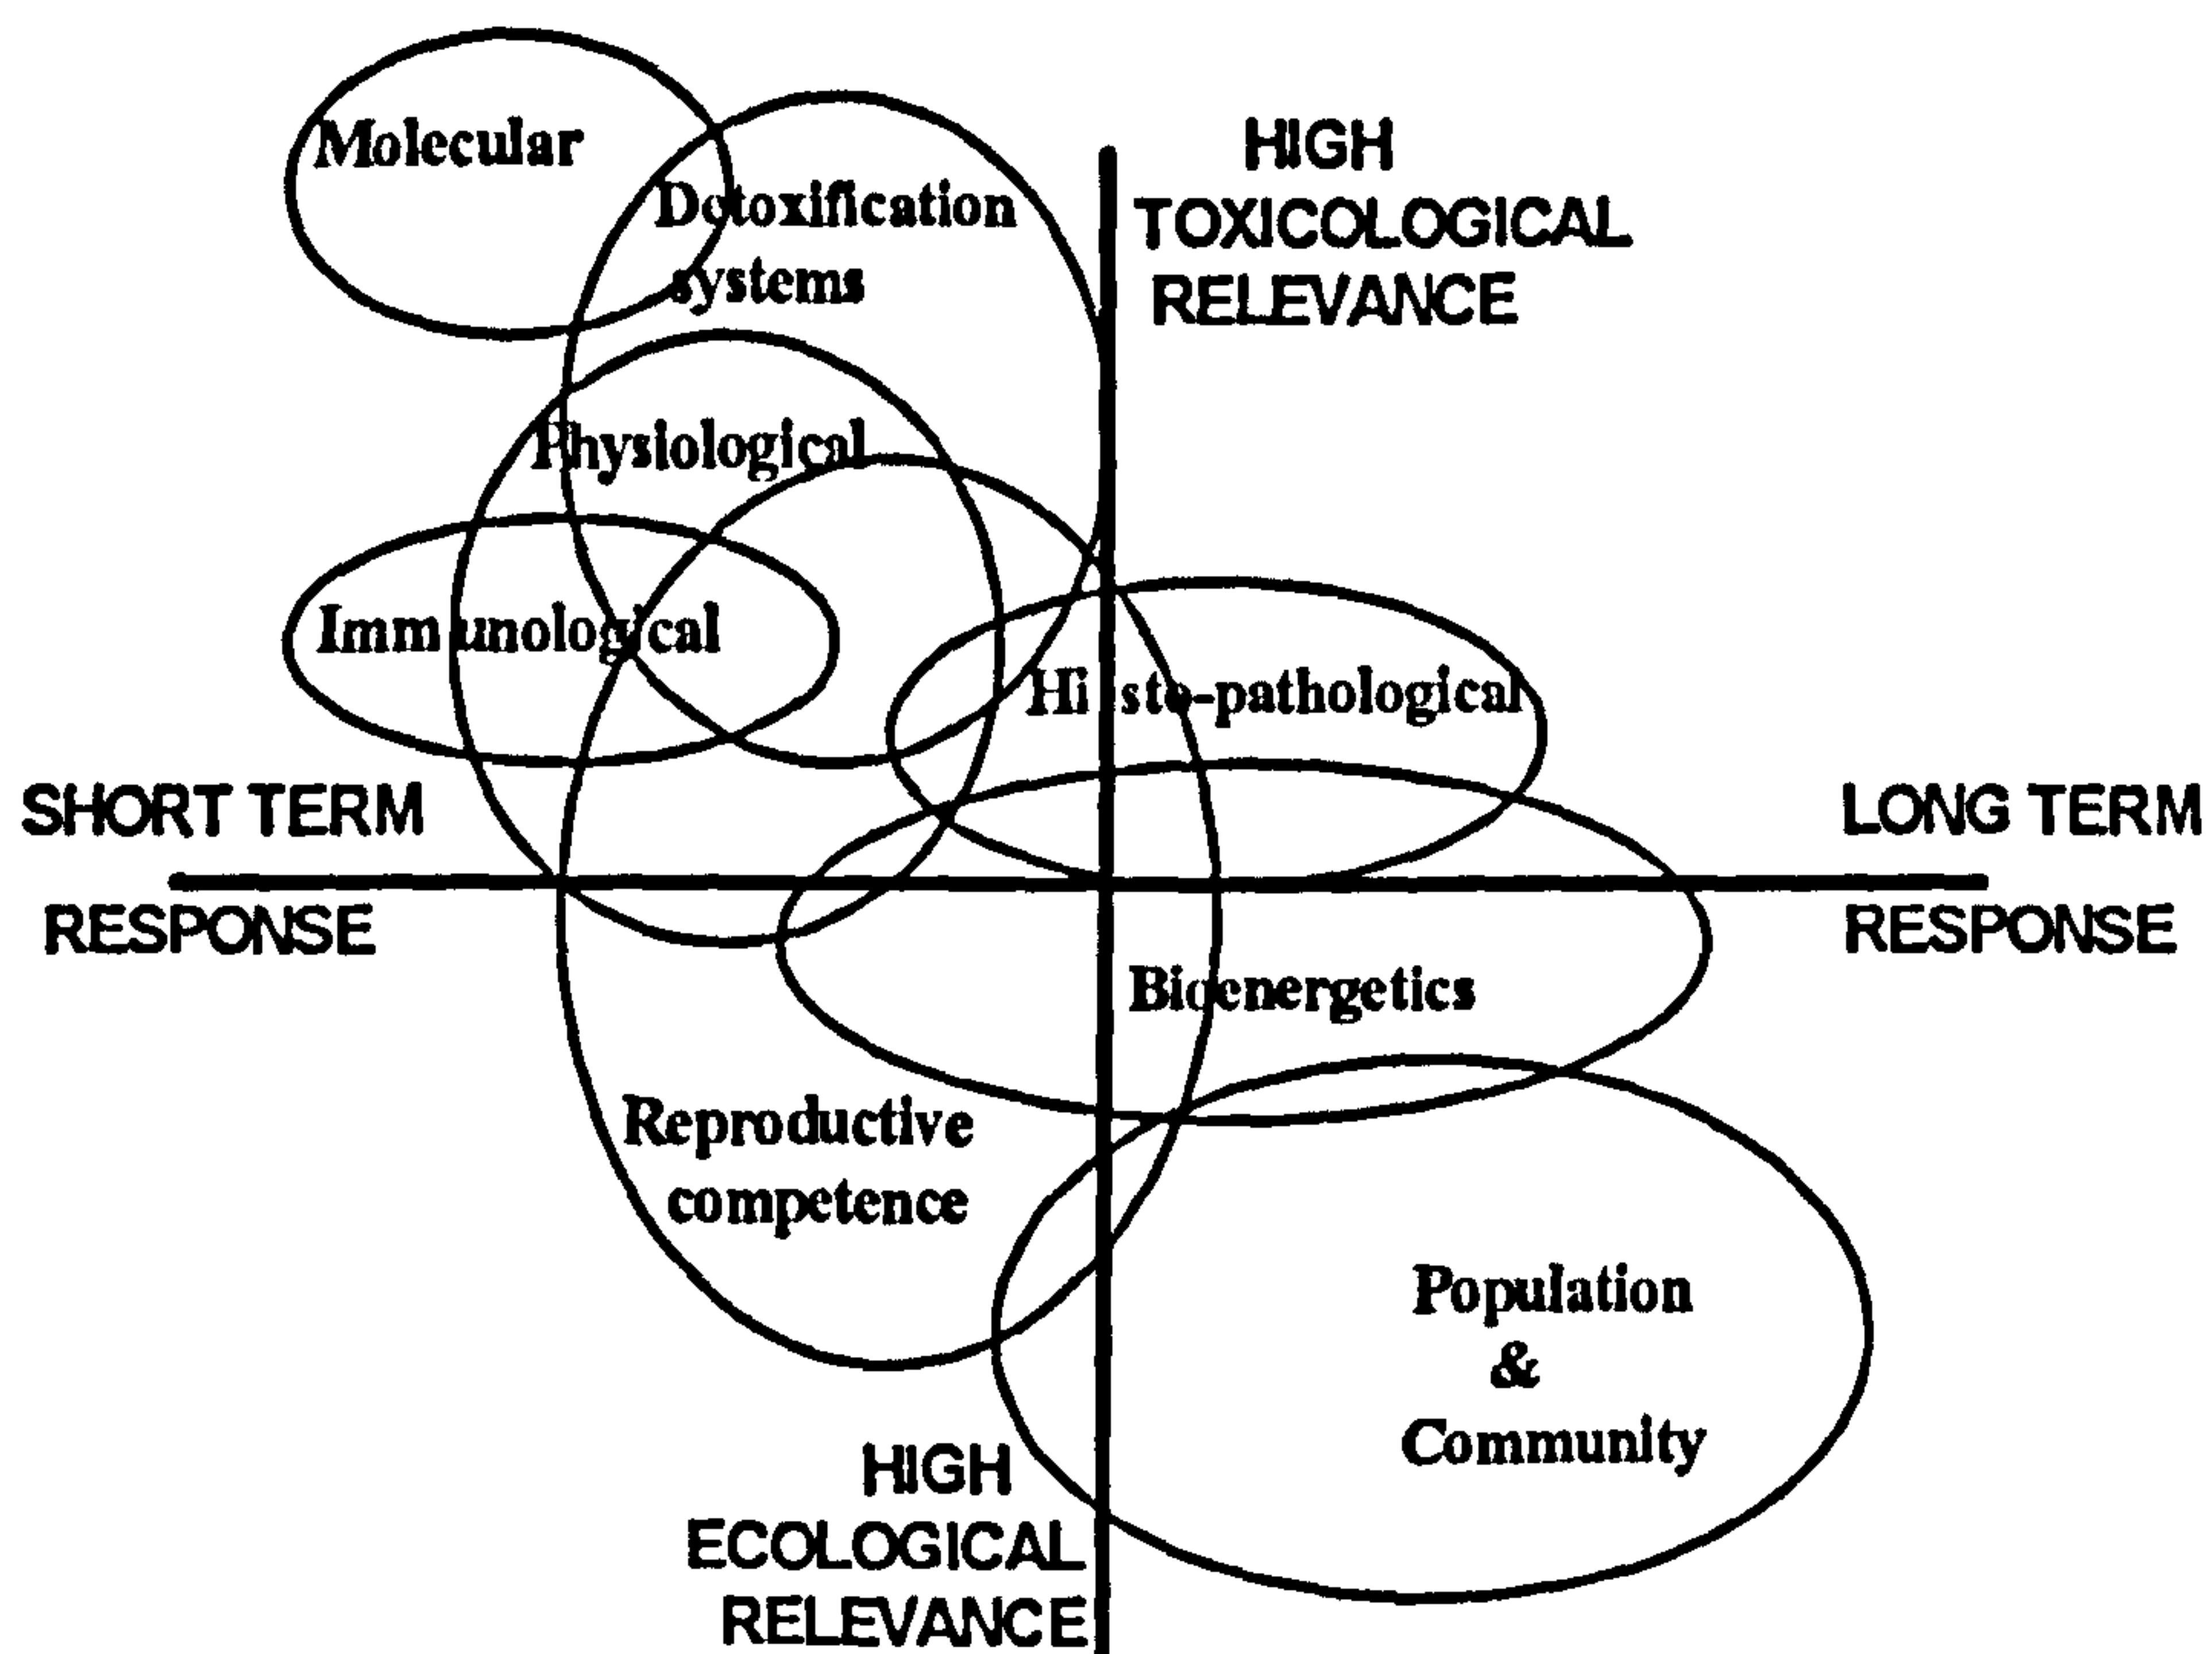 Molecular
HIGH
TOXICOLOGICAL
RELEVANCE
Detoxification
systems
Physiological
Immunological
Histo-pathological
SHORT TERM
RESPONSE
LONG TERM
RESPONSE
Bioenergetics
Reproductive
competence
Population
&
Community
HIGH
ECOLOGICAL
RELEVANCE